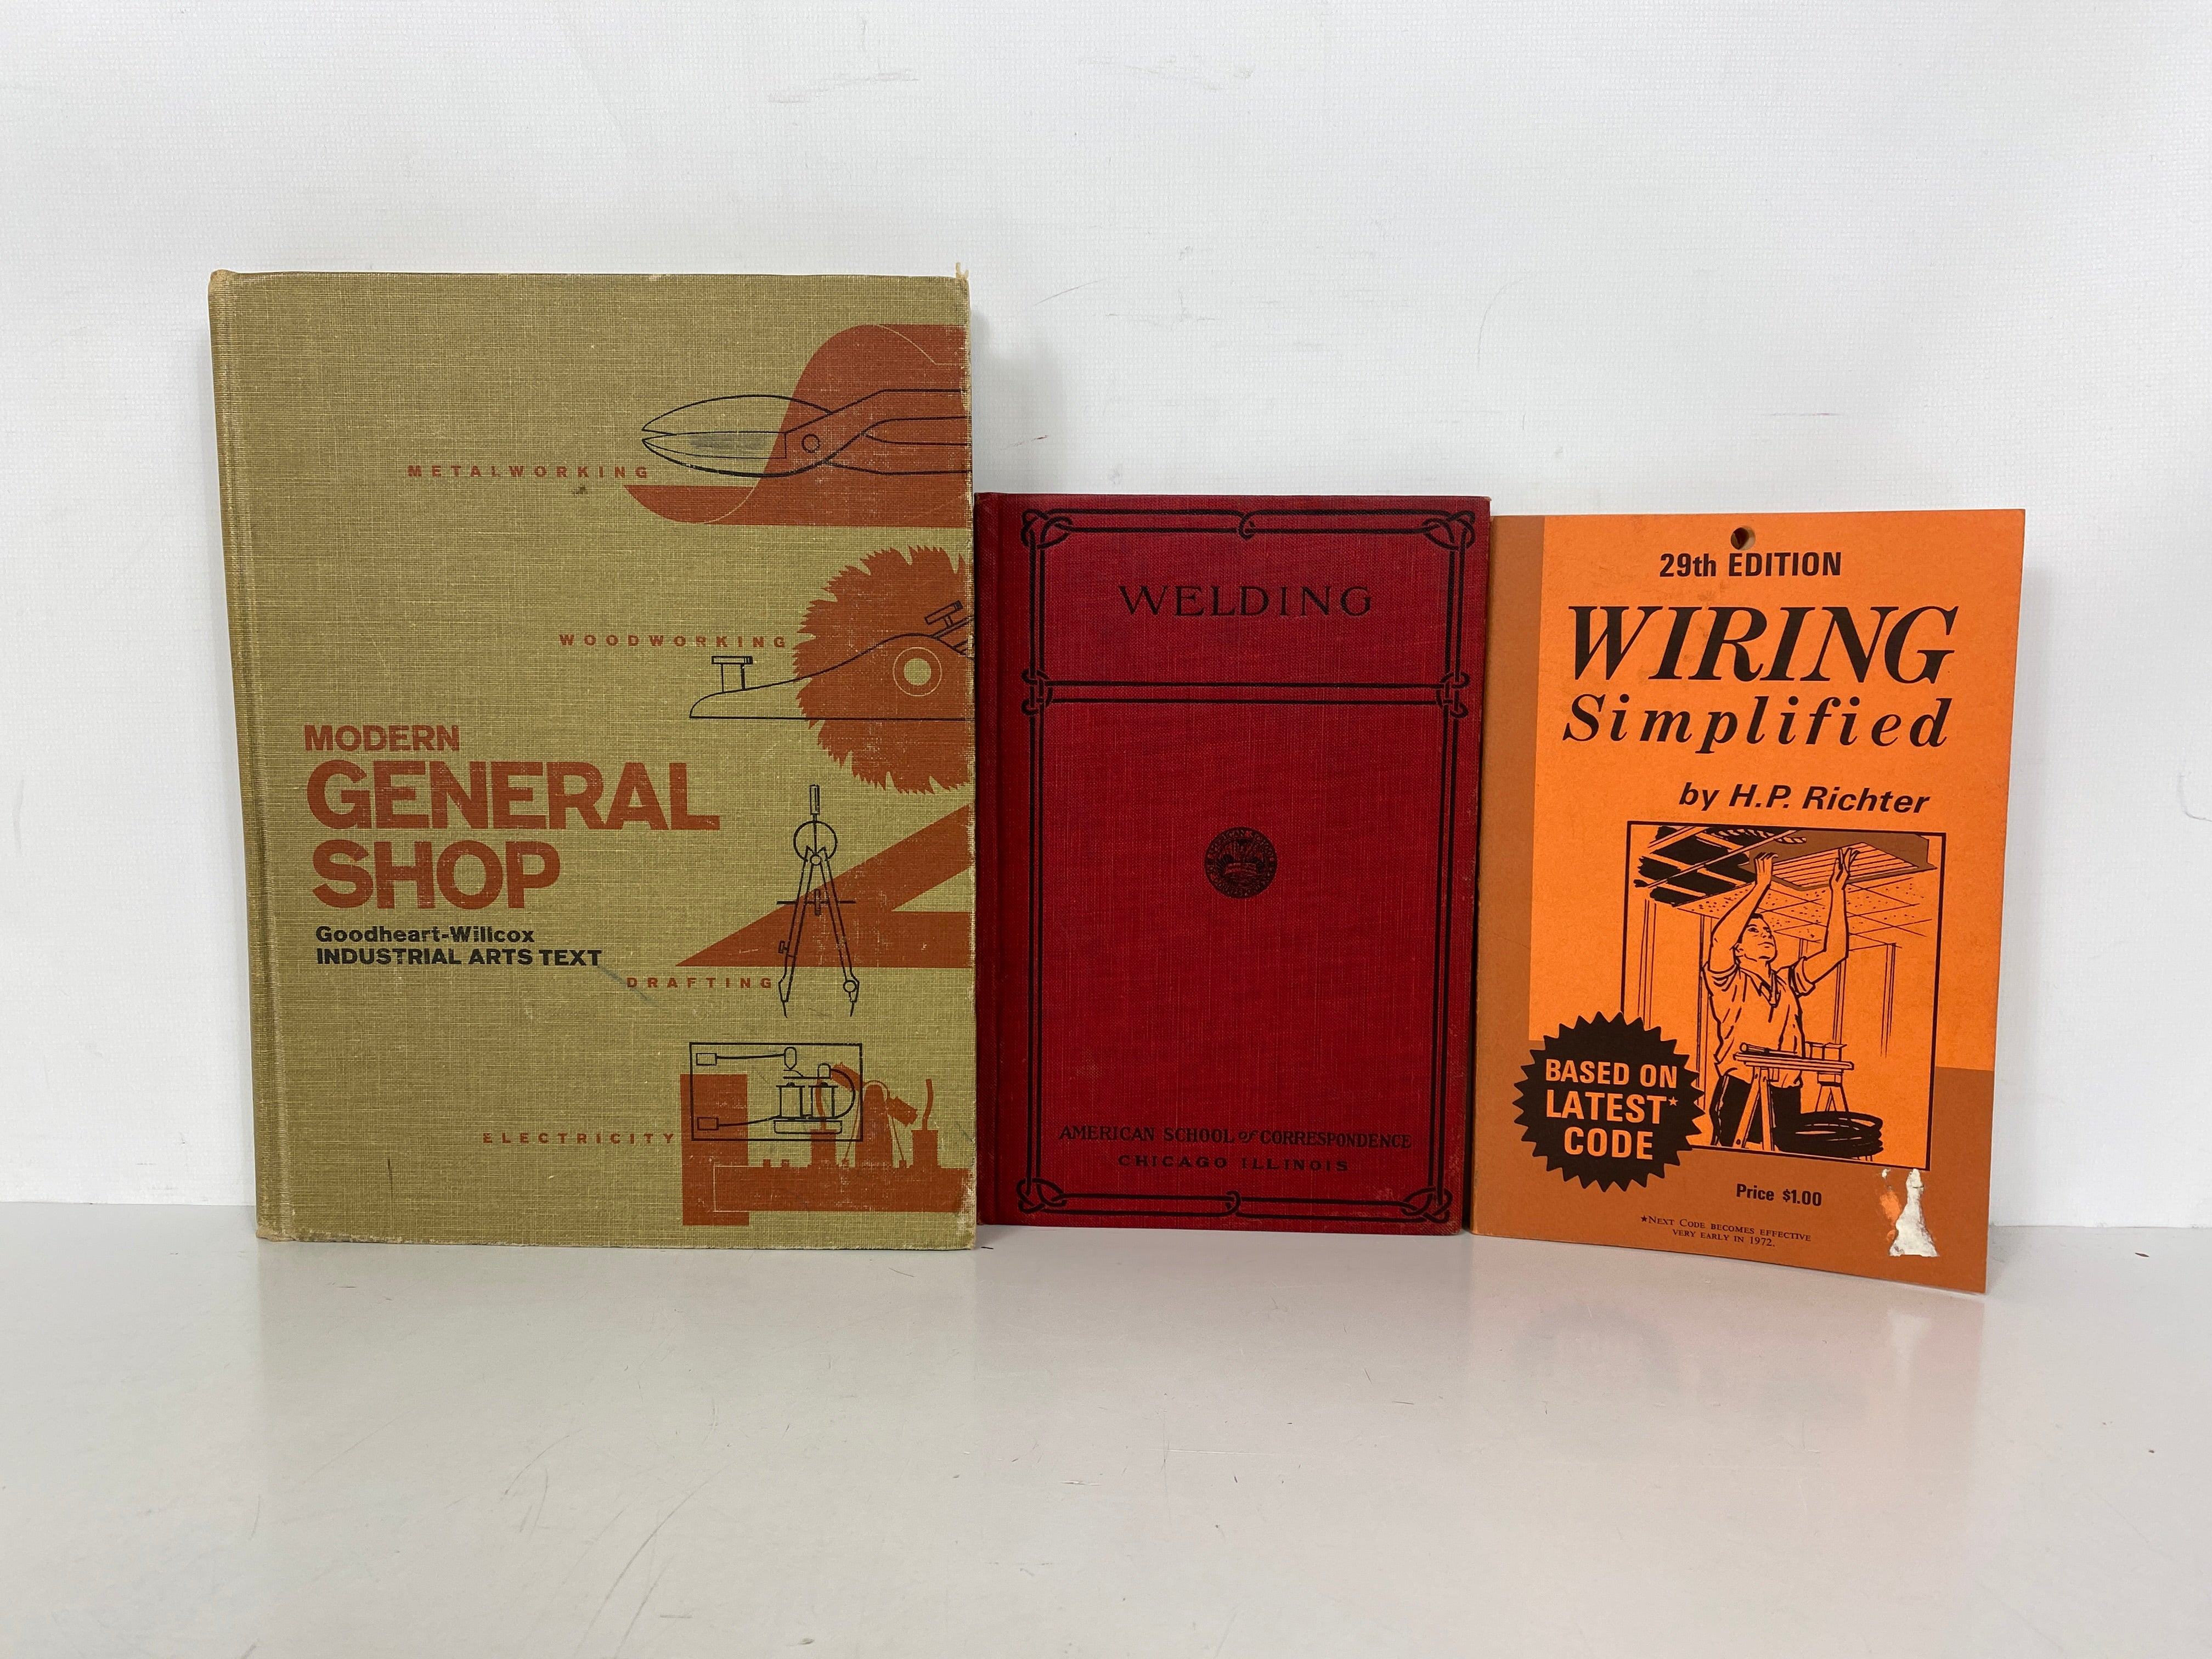 METALWORKING
WOODWORKING
MODERN
GENERAL
SHOP
Goodheart-Willcox
INDUSTRIAL ARTS TEXT
DRAFTING
ELECTRICITY
WELDING
AMERICAN SCHOOL of CORRESPONDENCE
CHICAGO ILLINOIS
29th EDITION
WIRING
Simplified
by H.P. Richter
BASED ON
LATEST*
CODE
Price $1.00
★NEXT CODE BECOMES EFFECTIVE
VERY EARLY IN 1972.